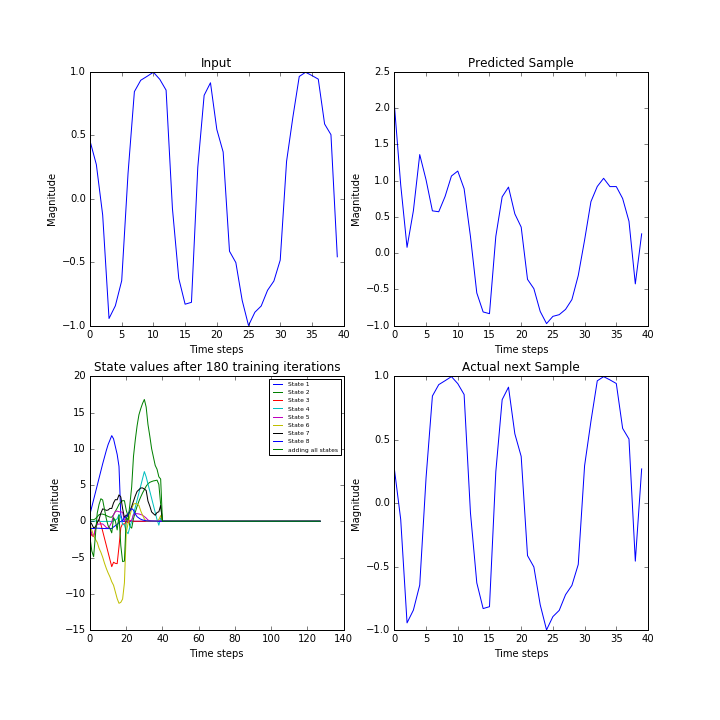 Input
1.0
0.5
0.0
−0.5
−1.0
Magnitude
0 5 10 15 20 25 30 35 40
Time steps
Predicted Sample
2.5
2.0
1.5
1.0
0.5
0.0
−0.5
−1.0
Magnitude
0 5 10 15 20 25 30 35 40
Time steps
State values after 180 training iterations
20
15
10
5
0
−5
−10
−15
Magnitude
State 1
State 2
State 3
State 4
State 5
State 6
State 7
State 8
adding all states
0 20 40 60 80 100 120 140
Time steps
Actual next Sample
1.0
0.5
0.0
−0.5
−1.0
Magnitude
0 5 10 15 20 25 30 35 40
Time steps